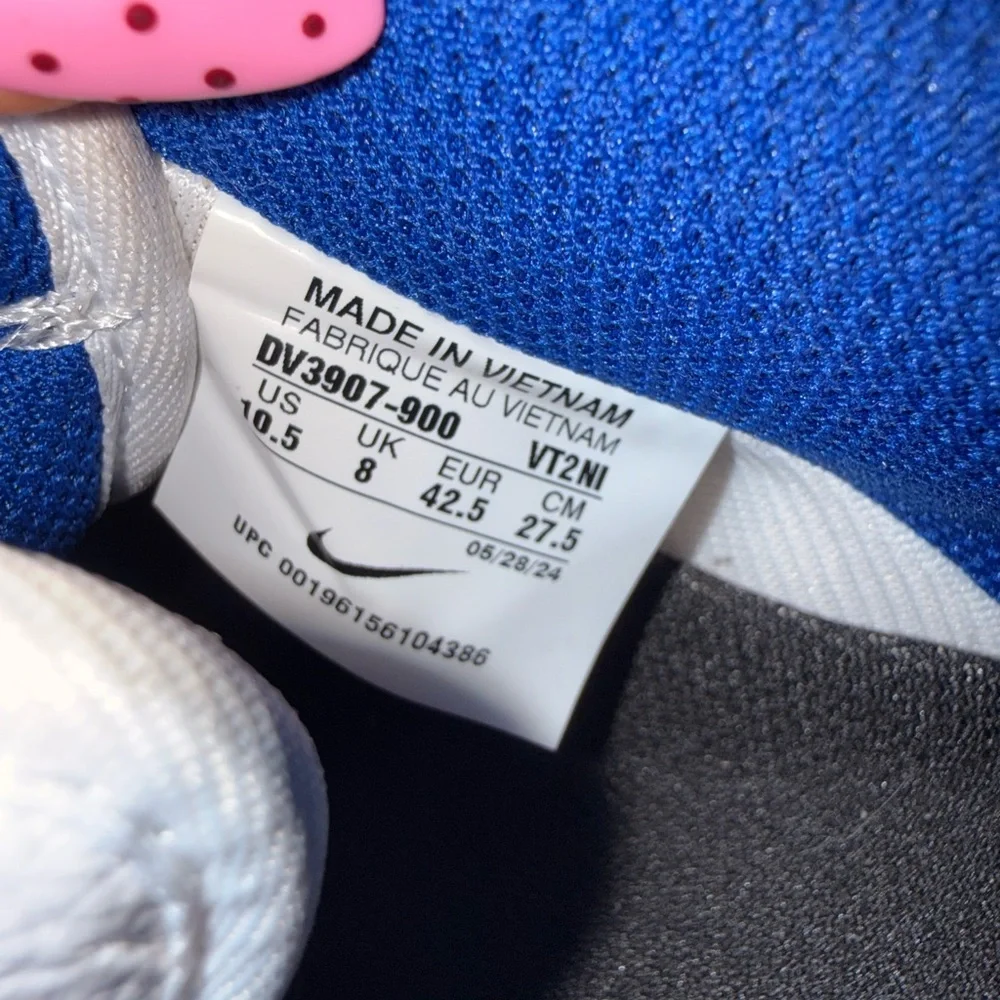 MADE IN VIETNAM
FABRIQUE AU VIETNAM
DV3907-900 VT2NI
US UK EUR CM
10.5 8 42.5 27.5
05/28/24
UPC 00196156104386